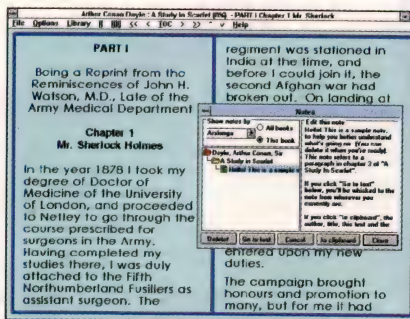 Arthur Conan Doyle : A Study in Scarlet - PART I Chapter 1 Mr. Sherlock
File Options Library || << < TOC > >> ^ v Help
PART I
Being a Reprint from the
Reminiscences of John H.
Watson, M.D., Late of the
Army Medical Department
Chapter 1
Mr. Sherlock Holmes
In the year 1878 I took my
degree of Doctor of
Medicine of the University
of London, and proceeded
to Netley to go through the
course prescribed for
surgeons in the Army.
Having completed my
studies there, I was duly
attached to the Fifth
Northumberland Fusiliers as
assistant surgeon. The
regiment was stationed in
India at the time, and
before I could join it, the
second Afghan war had
broken out. On landing at
Notes
Show notes by
All books
This book
Doyle, Arthur Conan, Sir
A Study in Scarlet
Hello! This is a sample n
Edit this note
Hello! This is a sample note,
to help you better understand
what's going on. (You can
delete it when you're ready).
This note refers to a
paragraph in chapter 3 of "A
Study in Scarlet".
If you click "Go to text"
below, you'll be whisked to the
note from wherever you
currently are.
If you click "to clipboard", the
author, title, this text and the
Delete! Go to text Cancel to clipboard Close
entered upon my new
duties.
The campaign brought
honours and promotion to
many, but for me it had